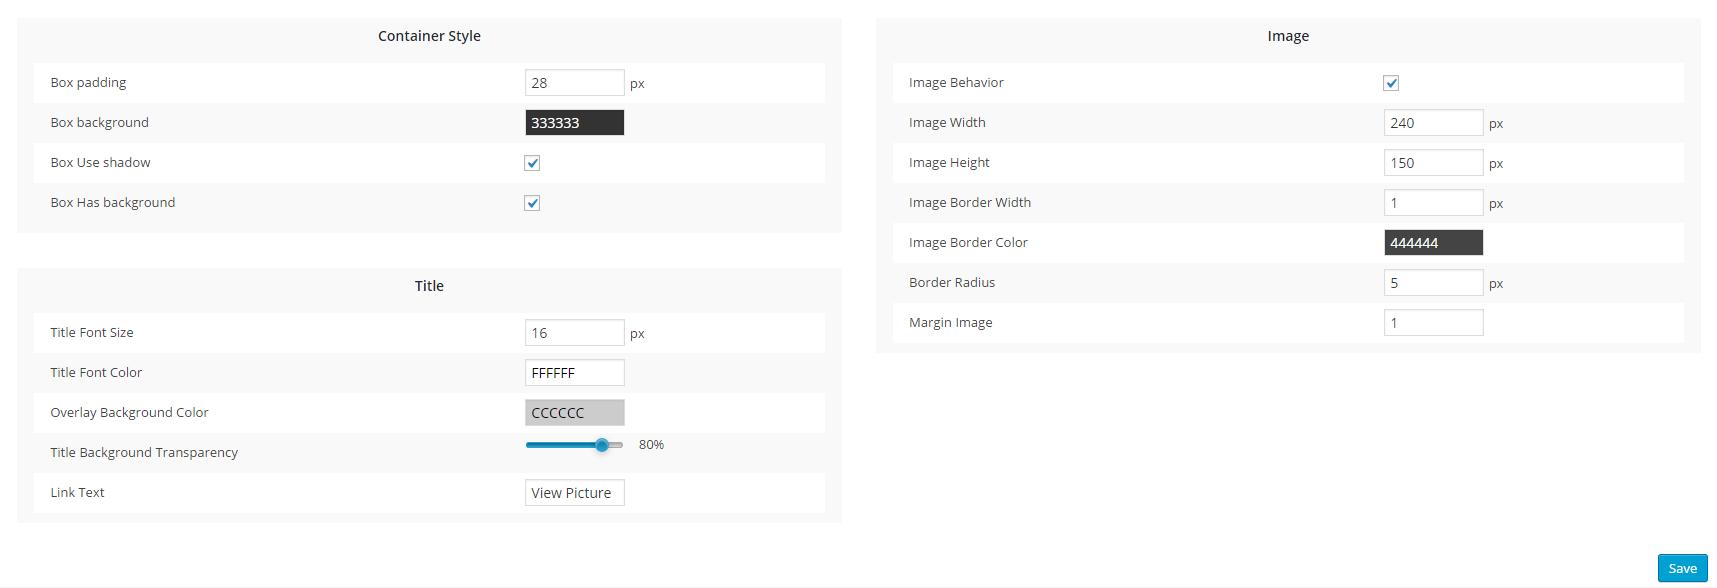 Container Style
Box padding 28 px
Box background 333333
Box Use shadow
Box Has background
Title
Title Font Size 16 px
Title Font Color FFFFFF
Overlay Background Color CCCCCC
Title Background Transparency 80%
Link Text View Picture
Image
Image Behavior
Image Width 240 px
Image Height 150 px
Image Border Width 1 px
Image Border Color 444444
Border Radius 5 px
Margin Image 1
Save